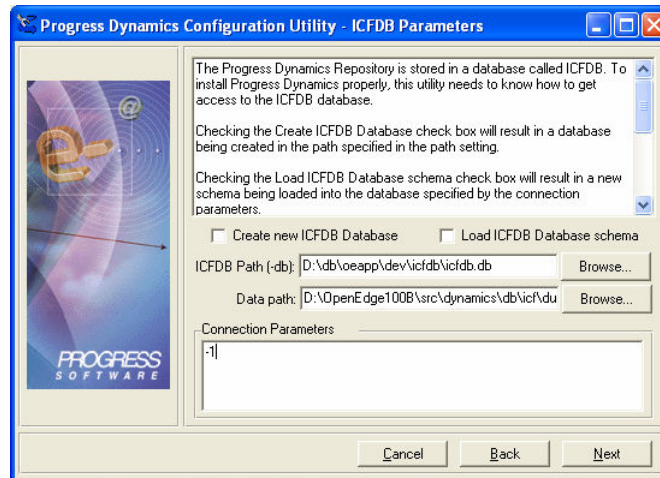 Progress Dynamics Configuration Utility - ICFDB Parameters
The Progress Dynamics Repository is stored in a database called ICFDB. To
install Progress Dynamics properly, this utility needs to know how to get
access to the ICFDB database.
Checking the Create ICFDB Database check box will result in a database
being created in the path specified in the path setting.
Checking the Load ICFDB Database schema check box will result in a new
schema being loaded into the database specified by the connection
parameters.
e-
@
PROGRESS
SOFTWARE
Create new ICFDB Database Load ICFDB Database schema
ICFDB Path (-db): D:\db\oeapp\dev\icfdb\icfdb.db Browse...
Data path: D:\OpenEdge100B\src\dynamics\db\icf\du Browse...
Connection Parameters
-1
Cancel Back Next